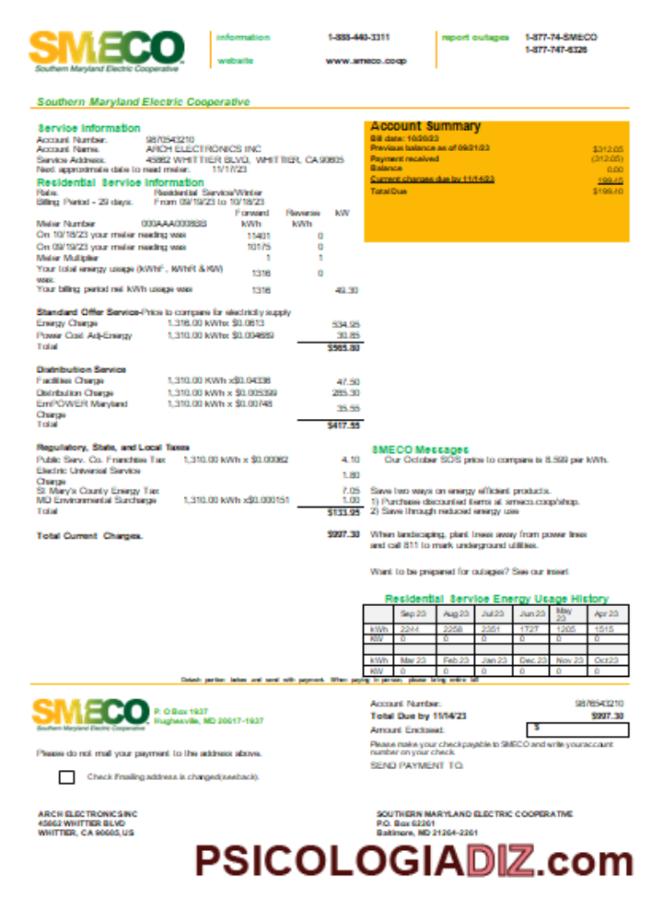 SMECO
Southern Maryland Electric Cooperative
information 1-888-440-3311
website www.smeco.coop
report outages 1-877-74-SMECO
1-877-747-6326
Southern Maryland Electric Cooperative
Service Information
Account Number: 9870543210
Account Name: ARCH ELECTRONICS INC
Service Address: 45862 WHITTIER BLVD, WHITTIER, CA 90605
Next approximate date to read meter: 11/17/23
Residential Service Information
Rate: Residential Service/Winter
Billing Period - 29 days. From 09/19/23 to 10/18/23
Forward Reverse kW
Meter Number 000AAA0008BB kWh kWh
On 10/18/23 your meter reading was 11401 0
On 09/19/23 your meter reading was 10175 0
Meter Multiplier 1 1
Your total energy usage (kWhF, KWhR & KW) was. 1316 0
Your billing period net kWh usage was 1316 49.30
Standard Offer Service-Price to compare for electricity supply
Energy Charge 1,316.00 kWhx $0.0613 534.95
Power Cost Adj-Energy 1,310.00 kWhx $0.004689 30.85
Total $565.80
Distribution Service
Facilities Charge 1,310.00 KWh x$0.04336 47.50
Distribution Charge 1,310.00 kWh x $0.005399 285.30
EmPOWER Maryland Charge 1,310.00 kWh x $0.00748 35.55
Total $417.55
Regulatory, State, and Local Taxes
Public Serv. Co. Franchise Tax 1,310.00 kWh x $0.00062 4.10
Electric Universal Service Charge 1.80
St Mary's County Energy Tax 7.05
MD Environmental Surcharge 1,310.00 kWh x$0.000151 1.00
Total $133.95
Total Current Charges. $997.30
Account Summary
Bill date: 10/20/23
Previous balance as of 09/21/23 $312.05
Payment received (312.05)
Balance 0.00
Current charges due by 11/14/23
Total Due
SMECO Messages
Our October SOS price to compare is 8.599 per kWh.
Save two ways on energy efficient products.
1) Purchase discounted items at smeco.coop/shop.
2) Save through reduced energy use
When landscaping, plant trees away from power lines
and call 811 to mark underground utilities.
Want to be prepared for outages? See our insert.
Residential Service Energy Usage History
Sep 23 Aug 23 Jul 23 Jun 23 May 23 Apr 23
kWh 2244 2258 2351 1727 1205 1515
KW 0 0 0 0 0 0
kWh Mar 23 Feb 23 Jan 23 Dec 23 Nov 23 Oct 23
KW 0 0 0 0 0 0
Detach portion below and send with payment. When paying in person, please bring entire bill
SMECO
Southern Maryland Electric Cooperative
P. O Box 1937
Hughesville, MD 20617-1937
Please do not mail your payment to the address above.
Check if mailing address is changed(see back).
Account Number: 9876543210
Total Due by 11/14/23 $997.30
Amount Enclosed: $
Please make your check payable to SMECO and write your account
number on your check.
SEND PAYMENT TO:
ARCH ELECTRONICS INC
45862 WHITTIER BLVD
WHITTIER, CA 90605, US
SOUTHERN MARYLAND ELECTRIC COOPERATIVE
P.O. Box 62261
Baltimore, MD 21264-2261
PSICOLOGIADIZ.com